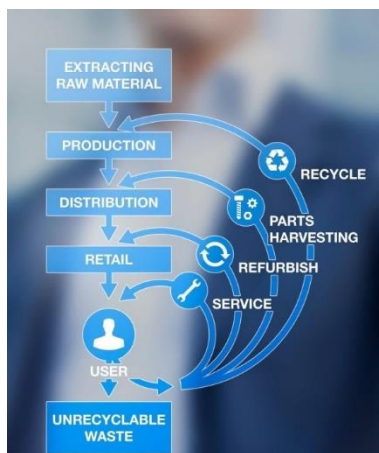 EXTRACTING
RAW MATERIAL
PRODUCTION
RECYCLE
DISTRIBUTION
PARTS
HARVESTING
RETAIL
REFURBISH
SERVICE
USER
UNRECYCLABLE
WASTE